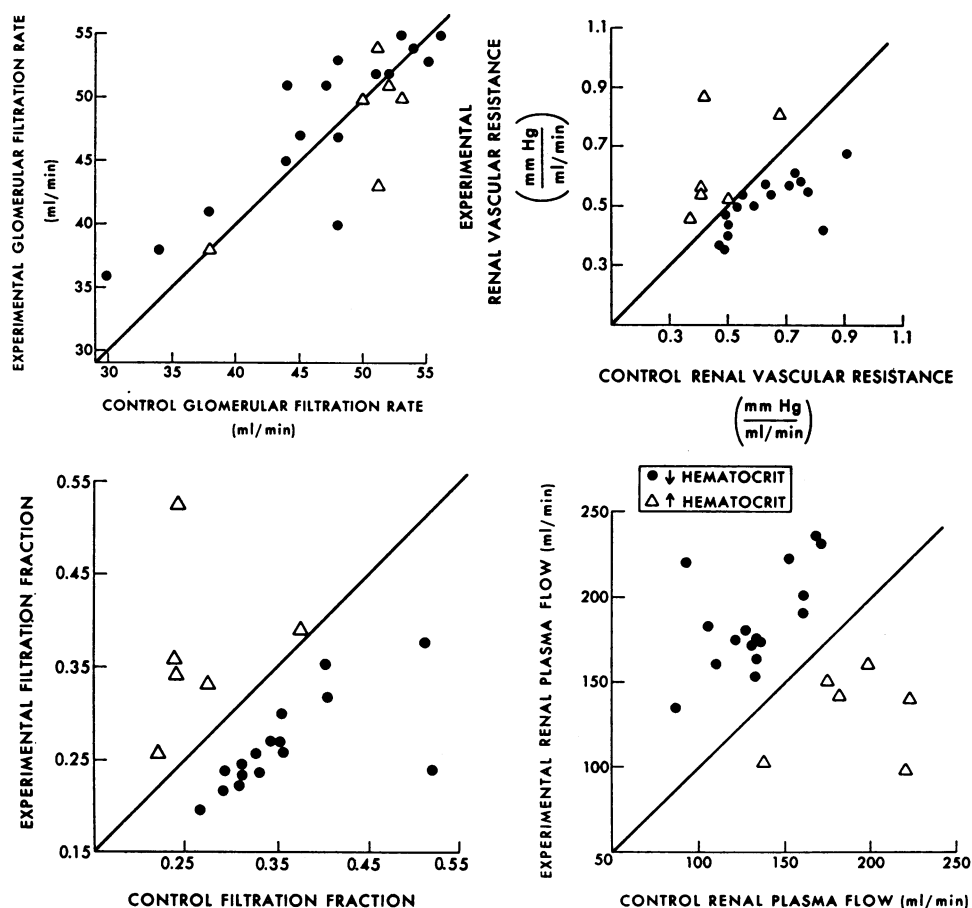 EXPERIMENTAL GLOMERULAR FILTRATION RATE
(ml/min)
55
50
45
40
35
30
30 35 40 45 50 55
CONTROL GLOMERULAR FILTRATION RATE
(ml/min)
EXPERIMENTAL
RENAL VASCULAR RESISTANCE
(mm Hg
ml/min)
1.1
0.9
0.7
0.5
0.3
0.3 0.5 0.7 0.9 1.1
CONTROL RENAL VASCULAR RESISTANCE
(mm Hg
ml/min)
EXPERIMENTAL FILTRATION FRACTION
0.55
0.45
0.35
0.25
0.15
0.25 0.35 0.45 0.55
CONTROL FILTRATION FRACTION
● ↓ HEMATOCRIT
△ ↑ HEMATOCRIT
EXPERIMENTAL RENAL PLASMA FLOW (ml/min)
250
200
150
100
50 100 150 200 250
CONTROL RENAL PLASMA FLOW (ml/min)